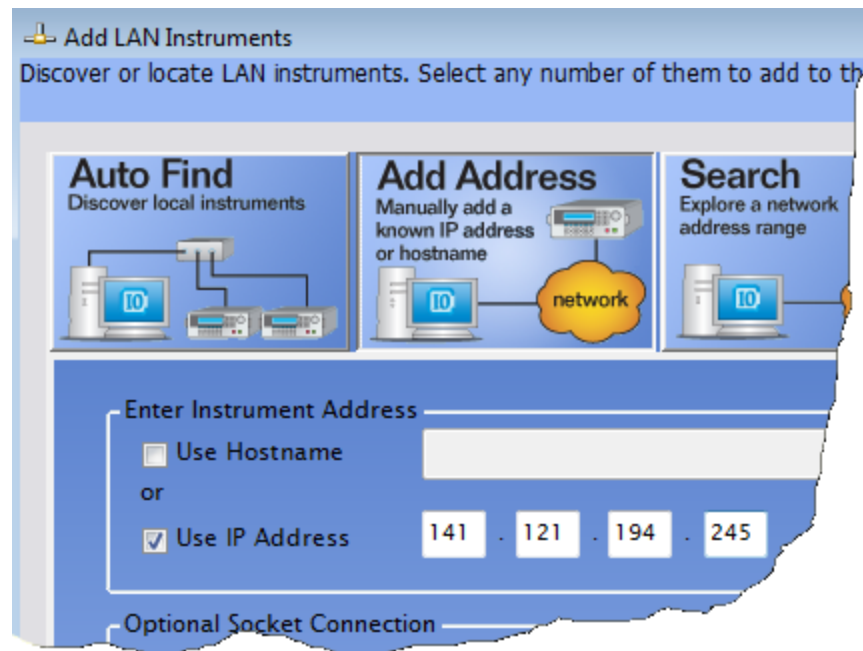 Add LAN Instruments
Discover or locate LAN instruments. Select any number of them to add to th
Auto Find
Discover local instruments
IO
Add Address
Manually add a
known IP address
or hostname
IO
network
Search
Explore a network
address range
IO
Enter Instrument Address
Use Hostname
or
Use IP Address
141 . 121 . 194 . 245
Optional Socket Connection